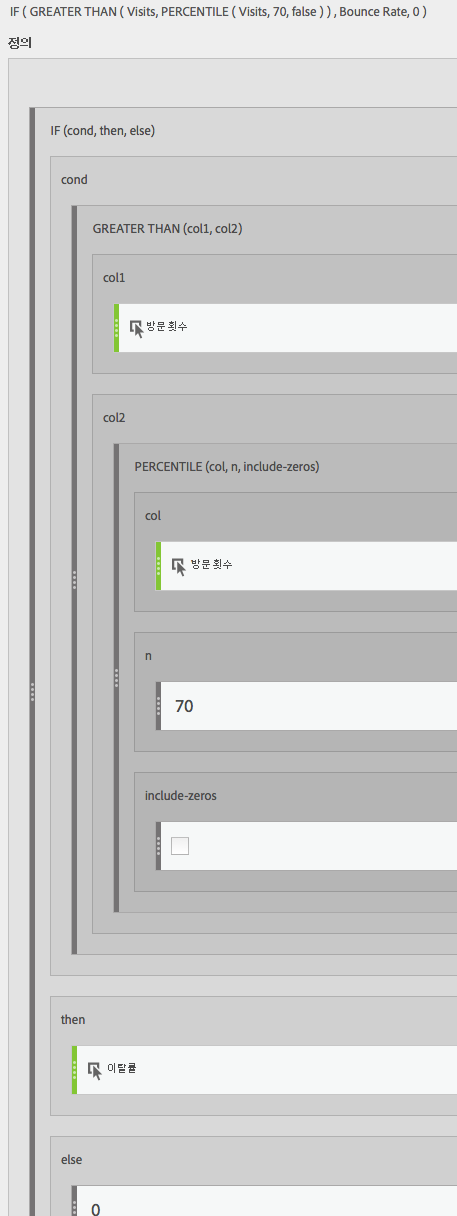 IF ( GREATER THAN ( Visits, PERCENTILE ( Visits, 70, false ) ) , Bounce Rate, 0 )
정의
IF (cond, then, else)
cond
GREATER THAN (col1, col2)
col1
방문 횟수
col2
PERCENTILE (col, n, include-zeros)
col
방문 횟수
n
70
include-zeros
then
이탈률
else
0